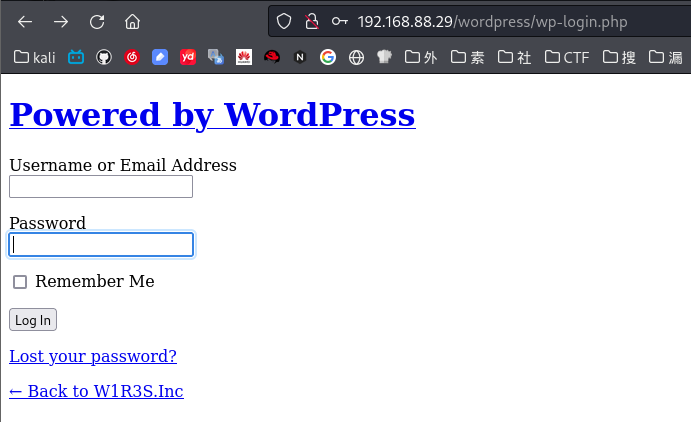 192.168.88.29/wordpress/wp-login.php
kali 外 素 社 CTF 搜 漏
Powered by WordPress
Username or Email Address
Password
Remember Me
Log In
Lost your password?
← Back to W1R3S.Inc